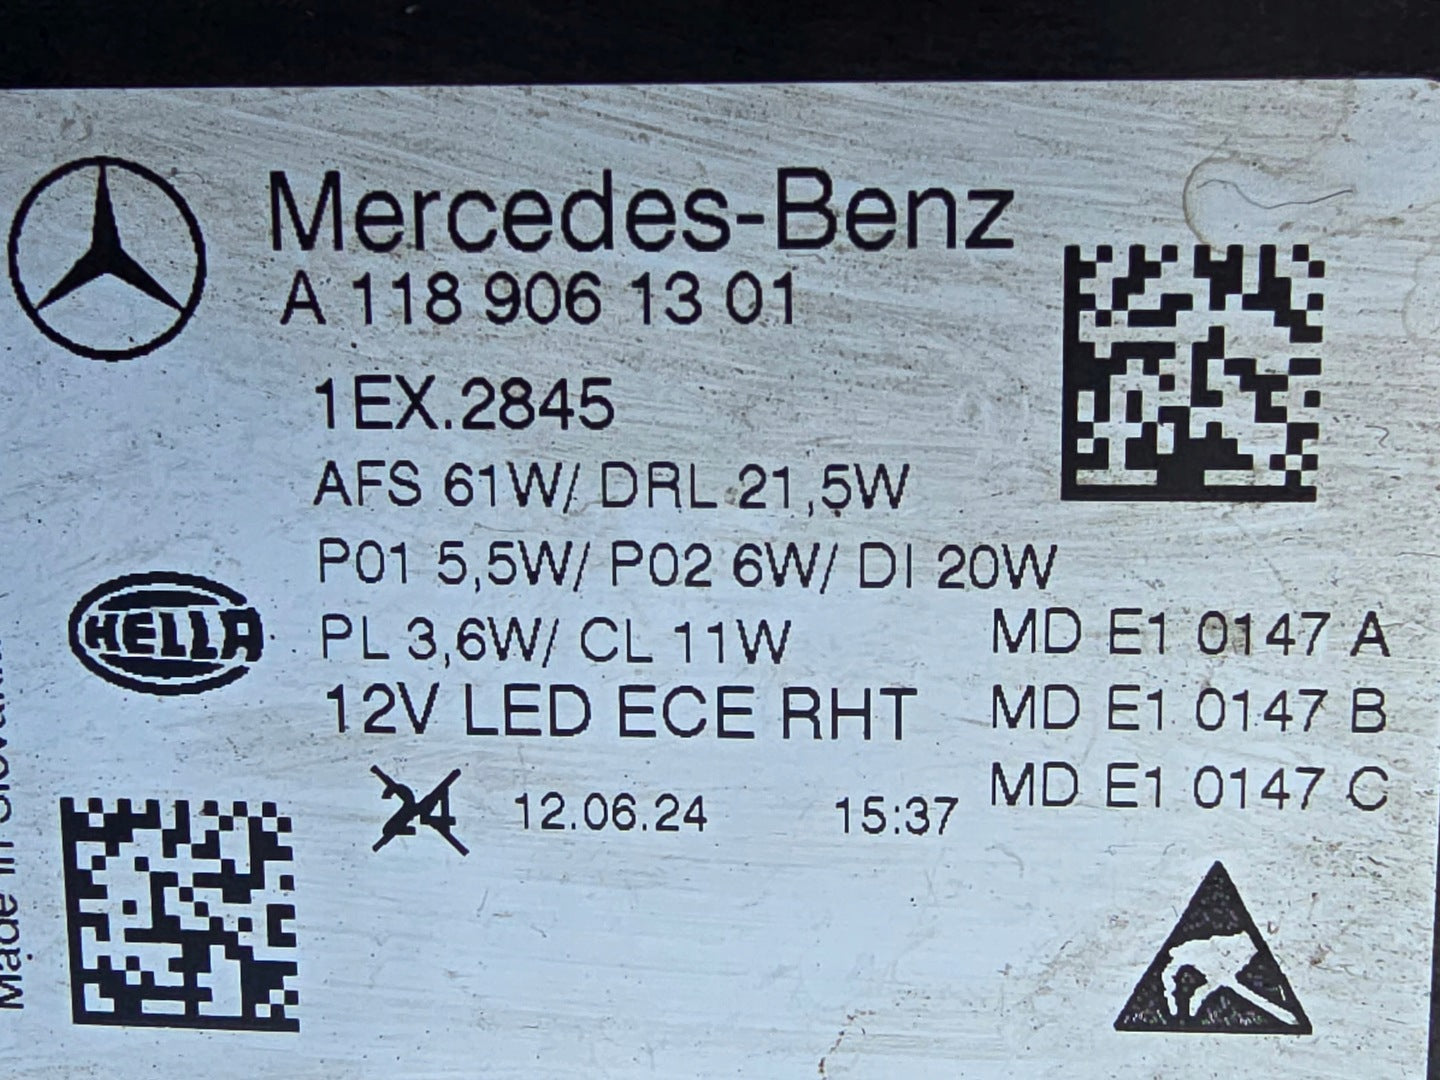 Mercedes-Benz
A 118 906 13 01
1EX.2845
AFS 61W/ DRL 21,5W
P01 5,5W/ P02 6W/ DI 20W
PL 3,6W/ CL 11W
12V LED ECE RHT
HELLA
MD E1 0147 A
MD E1 0147 B
MD E1 0147 C
24 12.06.24 15:37
Made in